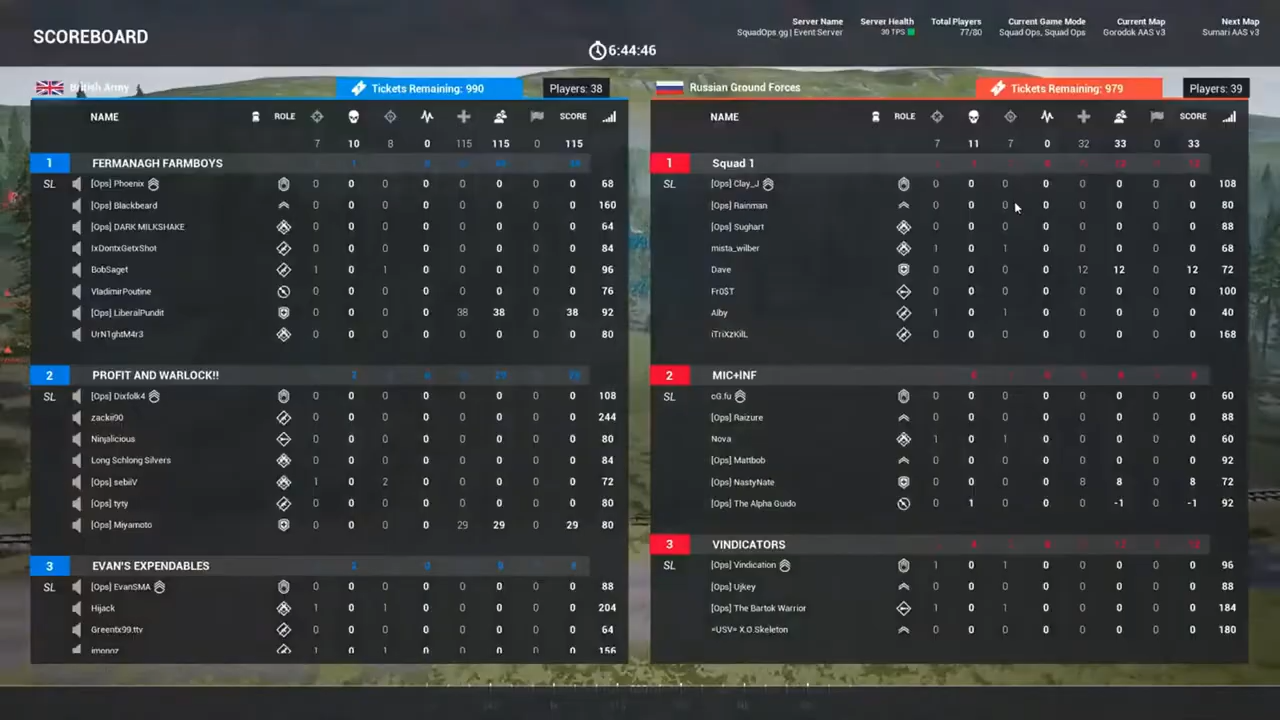 SCOREBOARD
Server Name Server Health Total Players Current Game Mode Current Map Next Map
SquadOps.gg | Event Server 30 TPS 77/80 Squad Ops, Squad Ops Gorodok AAS v3 Sumari AAS v3
6:44:46
British Army Tickets Remaining: 990 Players: 38
NAME ROLE SCORE
7 10 8 0 115 115 0 115
1 FERMANAGH FARMBOYS
SL [Ops] Phoenix 0 0 0 0 0 0 0 0 68
[Ops] Blackbeard 0 0 0 0 0 0 0 0 160
[Ops] DARK MILKSHAKE 0 0 0 0 0 0 0 0 64
IxDontxGetxShot 0 0 0 0 0 0 0 0 84
BobSaget 1 0 1 0 0 0 0 0 96
VladimirPoutine 0 0 0 0 0 0 0 0 76
[Ops] LiberalPundit 0 0 0 0 38 38 0 38 92
UrN1ghtM4r3 0 0 0 0 0 0 0 0 80
2 PROFIT AND WARLOCK!!
SL [Ops] Dixfolk4 0 0 0 0 0 0 0 0 108
zackii90 0 0 0 0 0 0 0 0 244
Ninjalicious 0 0 0 0 0 0 0 0 80
Long Schlong Silvers 0 0 0 0 0 0 0 0 84
[Ops] sebiiV 1 0 2 0 0 0 0 0 72
[Ops] tyty 0 0 0 0 0 0 0 0 80
[Ops] Miyamoto 0 0 0 0 29 29 0 29 80
3 EVAN'S EXPENDABLES
SL [Ops] EvanSMA 0 0 0 0 0 0 0 0 88
Hijack 1 0 1 0 0 0 0 0 204
Greentx99.ttv 0 0 0 0 0 0 0 0 64
imonoz 1 0 1 0 0 0 0 0 156
Russian Ground Forces Tickets Remaining: 979 Players: 39
NAME ROLE SCORE
7 11 7 0 32 33 0 33
1 Squad 1
SL [Ops] Clay_J 0 0 0 0 0 0 0 0 108
[Ops] Rainman 0 0 0 0 0 0 0 0 80
[Ops] Sughart 0 0 0 0 0 0 0 0 88
mista_wilber 1 0 1 0 0 0 0 0 68
Dave 0 0 0 0 12 12 0 12 72
Fr0$T 0 0 0 0 0 0 0 0 100
Alby 1 0 1 0 0 0 0 0 40
iTriXzKilL 0 0 0 0 0 0 0 0 168
2 MIC+INF
SL cG.fu 0 0 0 0 0 0 0 0 60
[Ops] Raizure 0 0 0 0 0 0 0 0 88
Nova 1 0 1 0 0 0 0 0 60
[Ops] Mattbob 0 0 0 0 0 0 0 0 92
[Ops] NastyNate 0 0 0 0 8 8 0 8 72
[Ops] The Alpha Guido 0 1 0 0 0 -1 0 -1 92
3 VINDICATORS
SL [Ops] Vindication 1 0 1 0 0 0 0 0 96
[Ops] Ujkey 0 0 0 0 0 0 0 0 88
[Ops] The Bartok Warrior 1 0 1 0 0 0 0 0 184
=USV= X.O.Skeleton 0 0 0 0 0 0 0 0 180